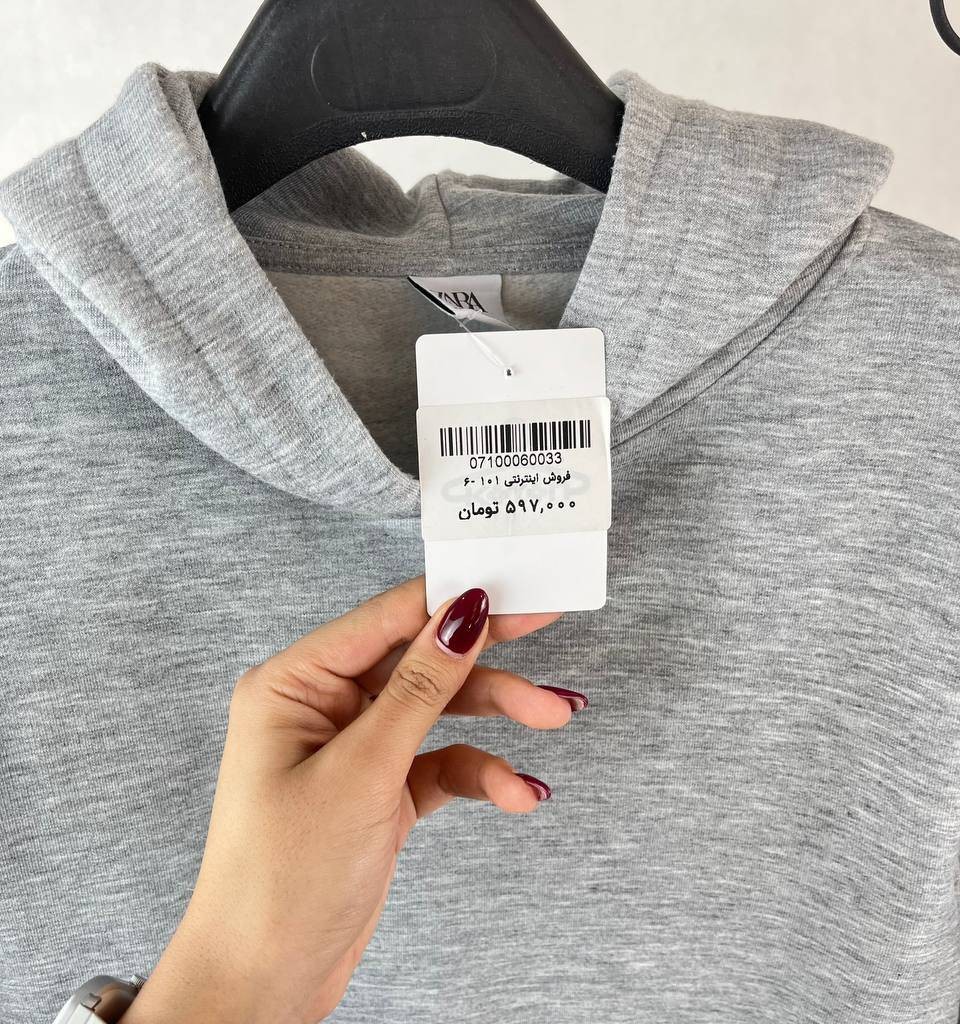 ZARA
07100060033
فروش اینترنتی ۱۰۱ -۶
۵۹۷,۰۰۰ تومان